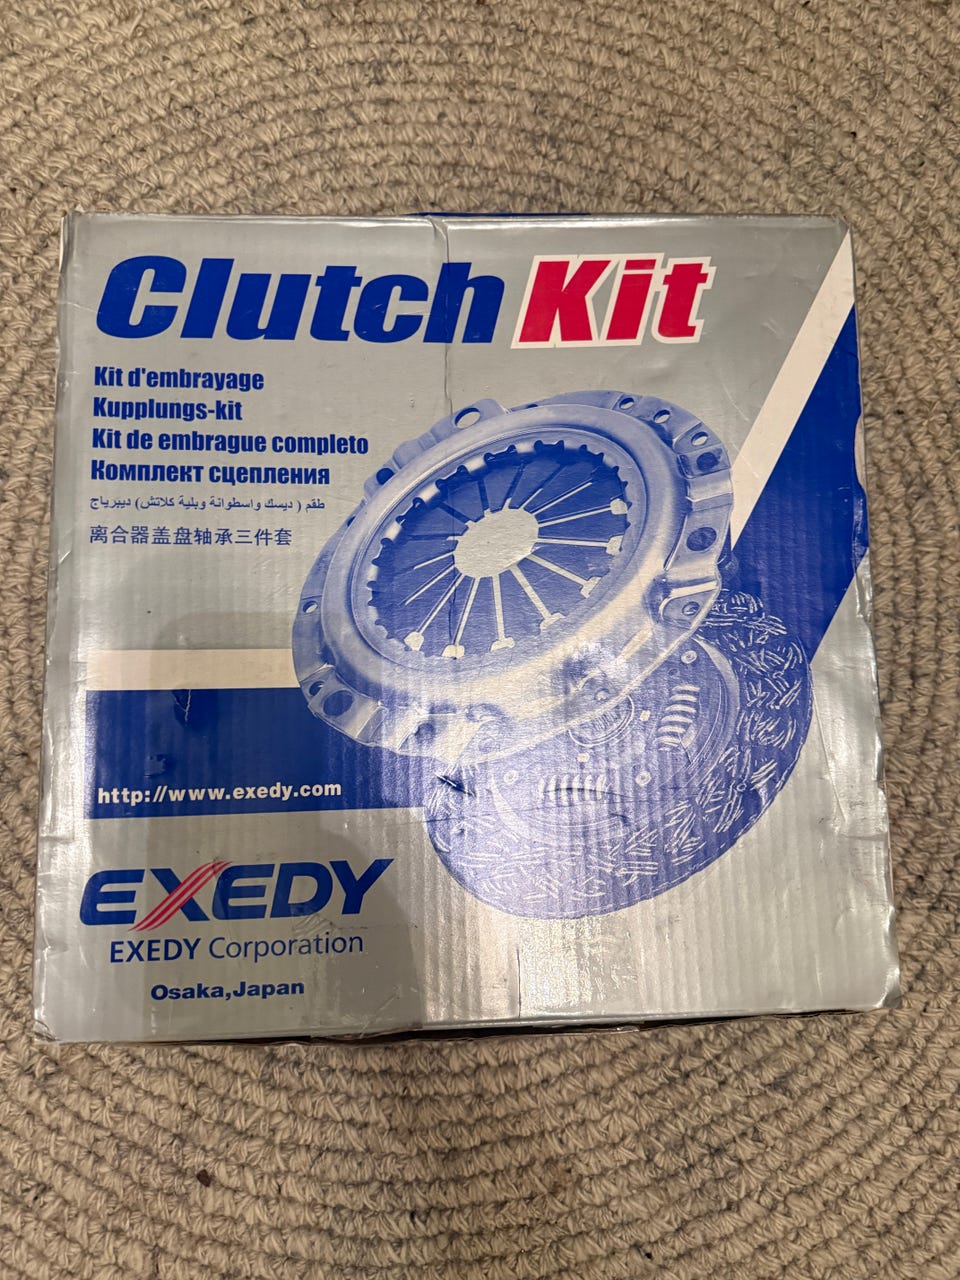 Clutch Kit
Kit d'embrayage
Kupplungs-kit
Kit de embrague completo
Комплект сцепления
طقم ( ديسك واسطوانة وبلية كلاتش) ديبرياج
离合器盖盘轴承三件套
http://www.exedy.com
EXEDY
EXEDY Corporation
Osaka,Japan